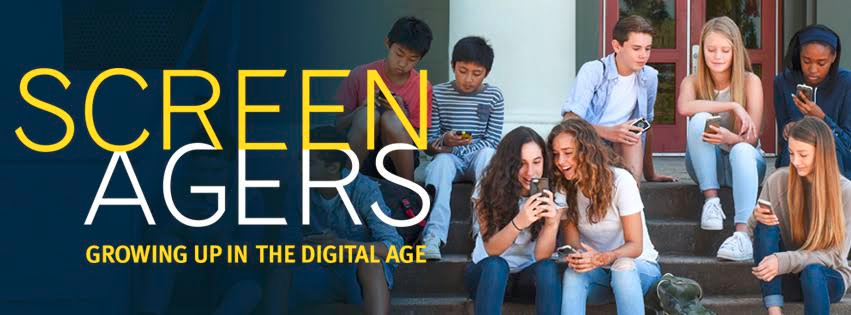 SCREEN
AGERS
GROWING UP IN THE DIGITAL AGE